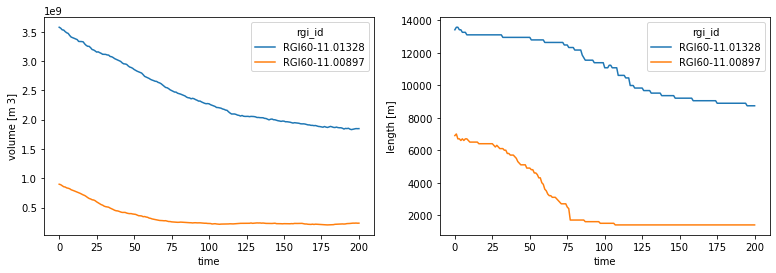 1e9
rgi_id
RGI60-11.01328
RGI60-11.00897
3.5
3.0
2.5
2.0
1.5
1.0
0.5
volume [m 3]
0 25 50 75 100 125 150 175 200
time
rgi_id
RGI60-11.01328
RGI60-11.00897
14000
12000
10000
8000
6000
4000
2000
length [m]
0 25 50 75 100 125 150 175 200
time